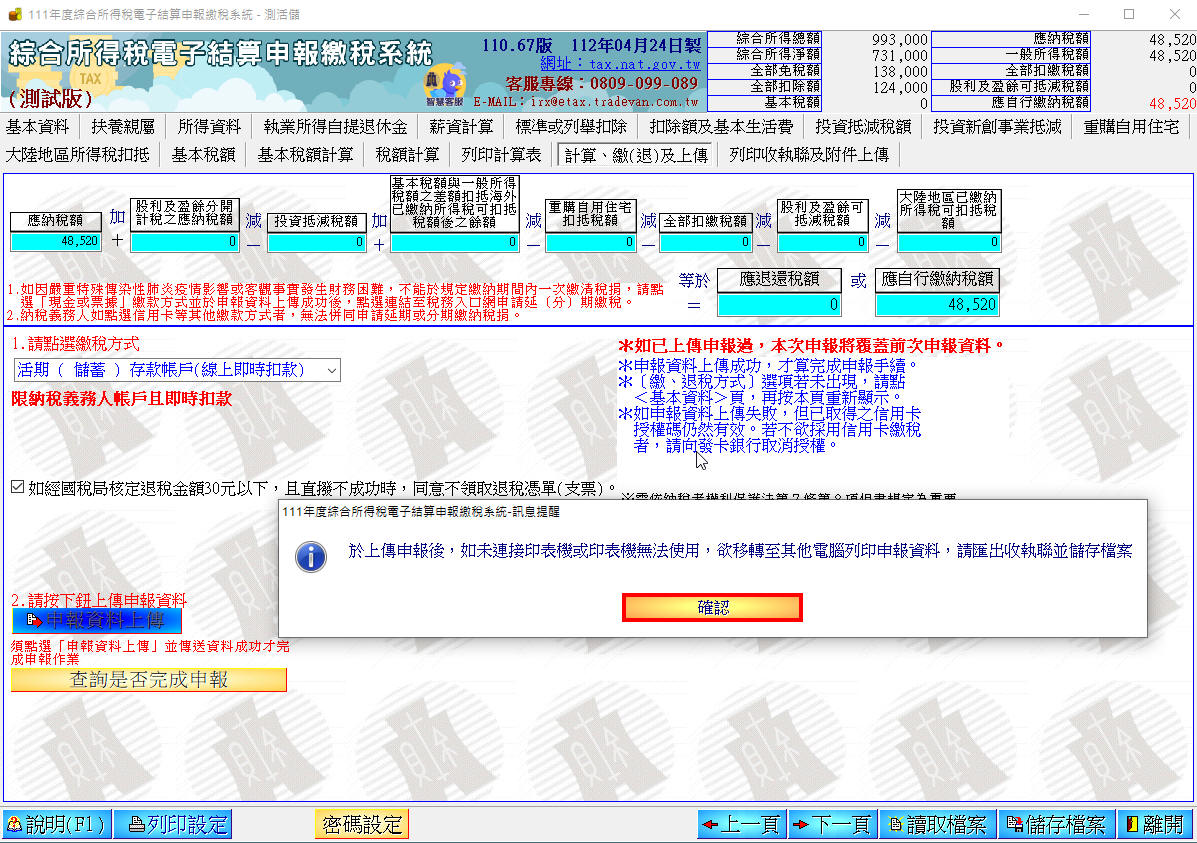 111年度綜合所得稅電子結算申報繳稅系統 - 測活儲
綜合所得稅電子結算申報繳稅系統
(測試版)
TAX
110.67版 112年04月24日製
網址：tax.nat.gov.tw
客服專線：0809-099-089
E-MAIL：irx@etax.tradevan.com.tw
智慧客服
綜合所得總額 993,000 應納稅額 48,520
綜合所得淨額 731,000 一般所得稅額 48,520
全部免稅額 138,000 全部扣繳稅額 0
全部扣除額 124,000 股利及盈餘可抵減稅額 0
基本稅額 0 應自行繳納稅額 48,520
基本資料 扶養親屬 所得資料 執業所得自提退休金 薪資計算 標準或列舉扣除 扣除額及基本生活費 投資抵減稅額 投資新創事業抵減 重購自用住宅
大陸地區所得稅扣抵 基本稅額 基本稅額計算 稅額計算 列印計算表 計算、繳(退)及上傳 列印收執聯及附件上傳
應納稅額
48,520
加
＋
股利及盈餘分開
計稅之應納稅額
0
減
－
投資抵減稅額
0
加
＋
基本稅額與一般所得
稅額之差額扣抵海外
已繳納所得稅可扣抵
稅額後之餘額
0
減
－
重購自用住宅
扣抵稅額
0
減
－
全部扣繳稅額
0
減
－
股利及盈餘可
抵減稅額
0
減
－
大陸地區已繳納
所得稅可扣抵稅
額
0
等於
＝
應退還稅額
0
或
應自行繳納稅額
48,520
1.如因嚴重特殊傳染性肺炎疫情影響或客觀事實發生財務困難，不能於規定繳納期間內一次繳清稅捐，請點
選「現金或票據」繳款方式並於申報資料上傳成功後，點選連結至稅務入口網申請延（分）期繳稅。
2.納稅義務人如點選信用卡等其他繳款方式者，無法併同申請延期或分期繳納稅捐。
1.請點選繳稅方式
活期（ 儲蓄 ）存款帳戶(線上即時扣款)
限納稅義務人帳戶且即時扣款
＊如已上傳申報過，本次申報將覆蓋前次申報資料。
＊申報資料上傳成功，才算完成申報手續。
＊〔繳、退稅方式〕選項若未出現，請點
＜基本資料＞頁，再按本頁重新顯示。
＊如申報資料上傳失敗，但已取得之信用卡
授權碼仍然有效。若不欲採用信用卡繳稅
者，請向發卡銀行取消授權。
如經國稅局核定退稅金額30元以下，且直撥不成功時，同意不領取退稅憑單(支票)。
111年度綜合所得稅電子結算申報繳稅系統-訊息提醒
於上傳申報後，如未連接印表機或印表機無法使用，欲移轉至其他電腦列印申報資料，請匯出收執聯並儲存檔案
確認
2.請按下鈕上傳申報資料
申報資料上傳
須點選「申報資料上傳」並傳送資料成功才完
成申報作業
查詢是否完成申報
說明(F1) 列印設定 密碼設定 上一頁 下一頁 讀取檔案 儲存檔案 離開